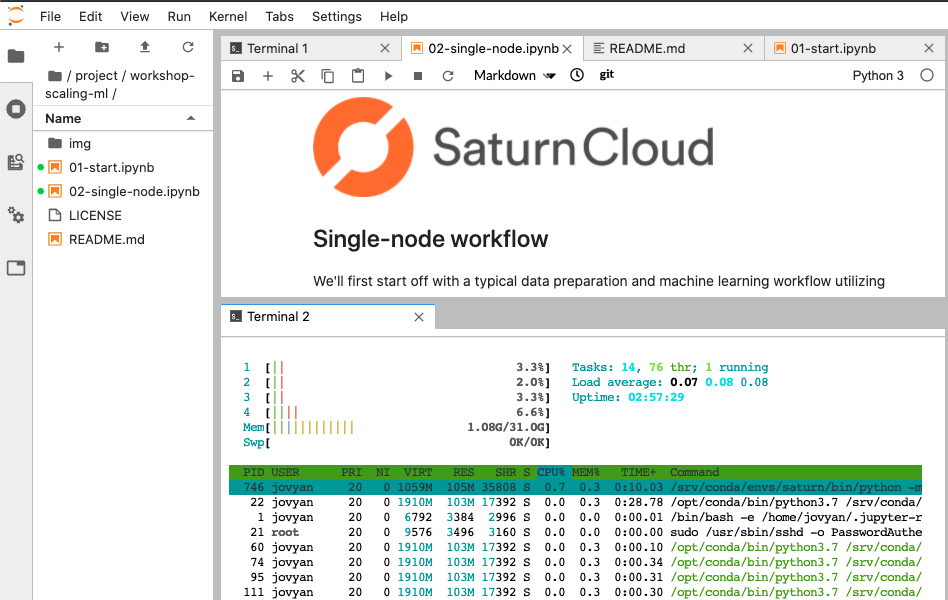 File Edit View Run Kernel Tabs Settings Help
/ project / workshop-
scaling-ml /
Name
img
01-start.ipynb
02-single-node.ipynb
LICENSE
README.md
Terminal 1
02-single-node.ipynb
README.md
01-start.ipynb
Markdown
git
Python 3
Saturn Cloud
Single-node workflow
We'll first start off with a typical data preparation and machine learning workflow utilizing
Terminal 2
1 [|| 3.3%] Tasks: 14, 76 thr; 1 running
2 [|| 2.0%] Load average: 0.07 0.08 0.08
3 [|| 3.3%] Uptime: 02:57:29
4 [|||| 6.6%]
Mem[|||||||||||| 1.08G/31.0G]
Swp[ 0K/0K]
PID USER PRI NI VIRT RES SHR S CPU% MEM% TIME+ Command
746 jovyan 20 0 1059M 105M 35808 S 0.7 0.3 0:10.03 /srv/conda/envs/saturn/bin/python -m
22 jovyan 20 0 1910M 103M 17392 S 0.0 0.3 0:28.78 /opt/conda/bin/python3.7 /srv/conda/
1 jovyan 20 0 6792 3384 2996 S 0.0 0.0 0:00.01 /bin/bash -e /home/jovyan/.jupyter-r
21 root 20 0 9576 3496 3160 S 0.0 0.0 0:00.00 sudo /usr/sbin/sshd -o PasswordAuthe
60 jovyan 20 0 1910M 103M 17392 S 0.0 0.3 0:00.10 /opt/conda/bin/python3.7 /srv/conda/
74 jovyan 20 0 1910M 103M 17392 S 0.0 0.3 0:00.34 /opt/conda/bin/python3.7 /srv/conda/
95 jovyan 20 0 1910M 103M 17392 S 0.0 0.3 0:00.31 /opt/conda/bin/python3.7 /srv/conda/
111 jovyan 20 0 1910M 103M 17392 S 0.0 0.3 0:00.30 /opt/conda/bin/python3.7 /srv/conda/